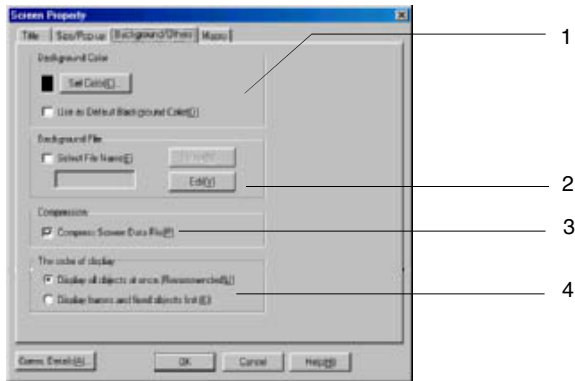 Screen Property
Title Size/Pop-up Background/Others Macro
Background Color
Set Color(C)...
Use as Default Background Color(D)
Background File
Select File Name(F)
Edit(Y)
Compression
Compress Screen Data File(P)
The order of display
Display all objects at once (Recommended)(U)
Display frames and fixed objects first(O)
Comm. Details(A)...
OK
Cancel
Help(H)
1
2
3
4